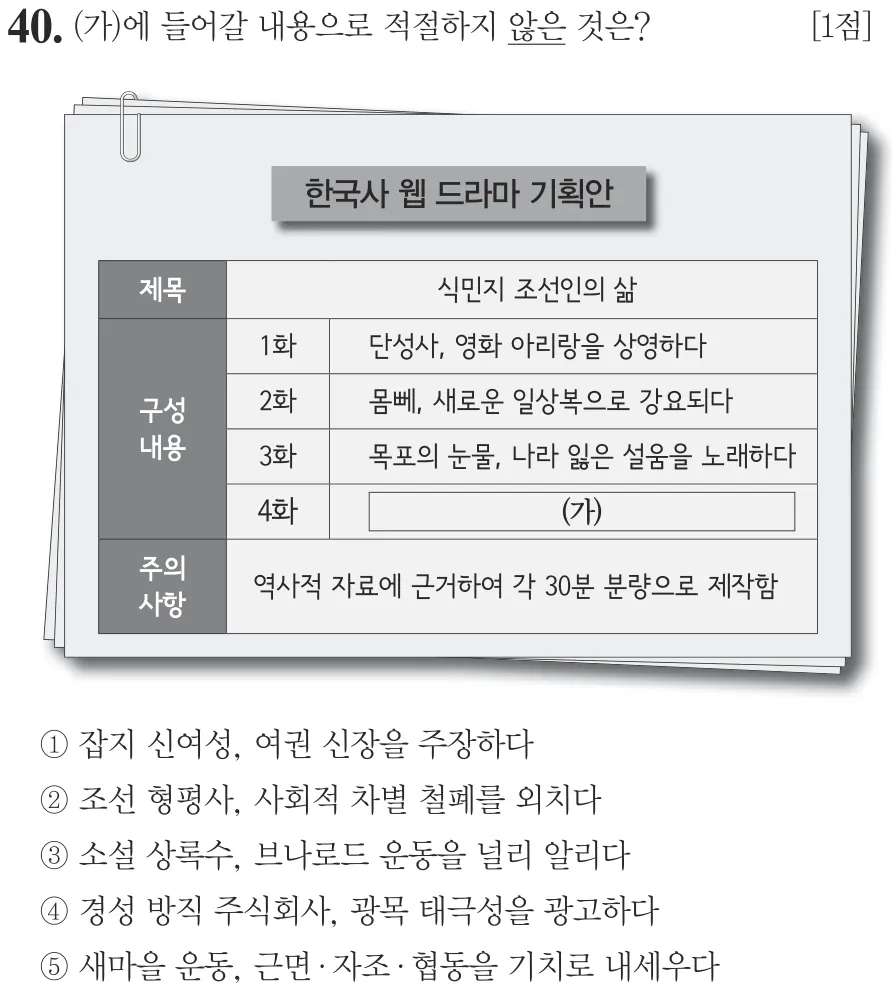 40. (가)에 들어갈 내용으로 적절하지 않은 것은? [1점]
한국사 웹 드라마 기획안
제목 식민지 조선인의 삶
구성 내용
1화 단성사, 영화 아리랑을 상영하다
2화 몸뻬, 새로운 일상복으로 강요되다
3화 목포의 눈물, 나라 잃은 설움을 노래하다
4화 (가)
주의 사항
역사적 자료에 근거하여 각 30분 분량으로 제작함
① 잡지 신여성, 여권 신장을 주장하다
② 조선 형평사, 사회적 차별 철폐를 외치다
③ 소설 상록수, 브나로드 운동을 널리 알리다
④ 경성 방직 주식회사, 광목 태극성을 광고하다
⑤ 새마을 운동, 근면·자조·협동을 기치로 내세우다